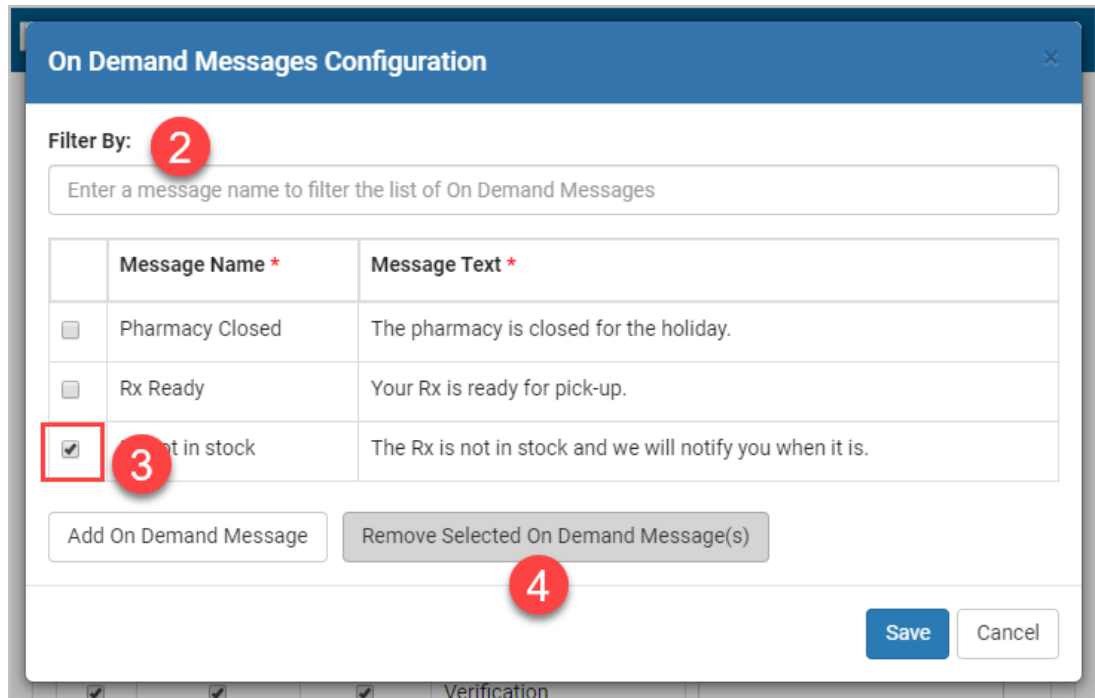 On Demand Messages Configuration ×
Filter By: 2
Enter a message name to filter the list of On Demand Messages
Message Name * Message Text *
Pharmacy Closed The pharmacy is closed for the holiday.
Rx Ready Your Rx is ready for pick-up.
3 in stock The Rx is not in stock and we will notify you when it is.
Add On Demand Message Remove Selected On Demand Message(s)
4
Save Cancel
Verification